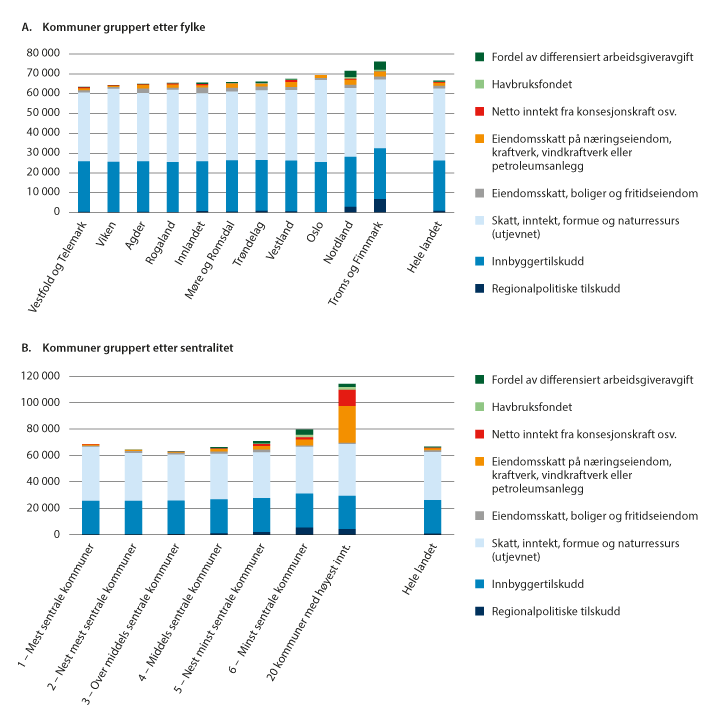 A. Kommuner gruppert etter fylke
80 000
70 000
60 000
50 000
40 000
30 000
20 000
10 000
0
Vestfold og Telemark
Viken
Agder
Rogaland
Innlandet
Møre og Romsdal
Trøndelag
Vestland
Oslo
Nordland
Troms og Finnmark
Hele landet
Fordel av differensiert arbeidsgiveravgift
Havbruksfondet
Netto inntekt fra konsesjonskraft osv.
Eiendomsskatt på næringseiendom,
kraftverk, vindkraftverk eller
petroleumsanlegg
Eiendomsskatt, boliger og fritidseiendom
Skatt, inntekt, formue og naturressurs
(utjevnet)
Innbyggertilskudd
Regionalpolitiske tilskudd
B. Kommuner gruppert etter sentralitet
120 000
100 000
80 000
60 000
40 000
20 000
0
1 – Mest sentrale kommuner
2 – Nest mest sentrale kommuner
3 – Over middels sentrale kommuner
4 – Middels sentrale kommuner
5 – Nest minst sentrale kommuner
6 – Minst sentrale kommuner
20 kommuner med høyest innt.
Hele landet
Fordel av differensiert arbeidsgiveravgift
Havbruksfondet
Netto inntekt fra konsesjonskraft osv.
Eiendomsskatt på næringseiendom,
kraftverk, vindkraftverk eller
petroleumsanlegg
Eiendomsskatt, boliger og fritidseiendom
Skatt, inntekt, formue og naturressurs
(utjevnet)
Innbyggertilskudd
Regionalpolitiske tilskudd